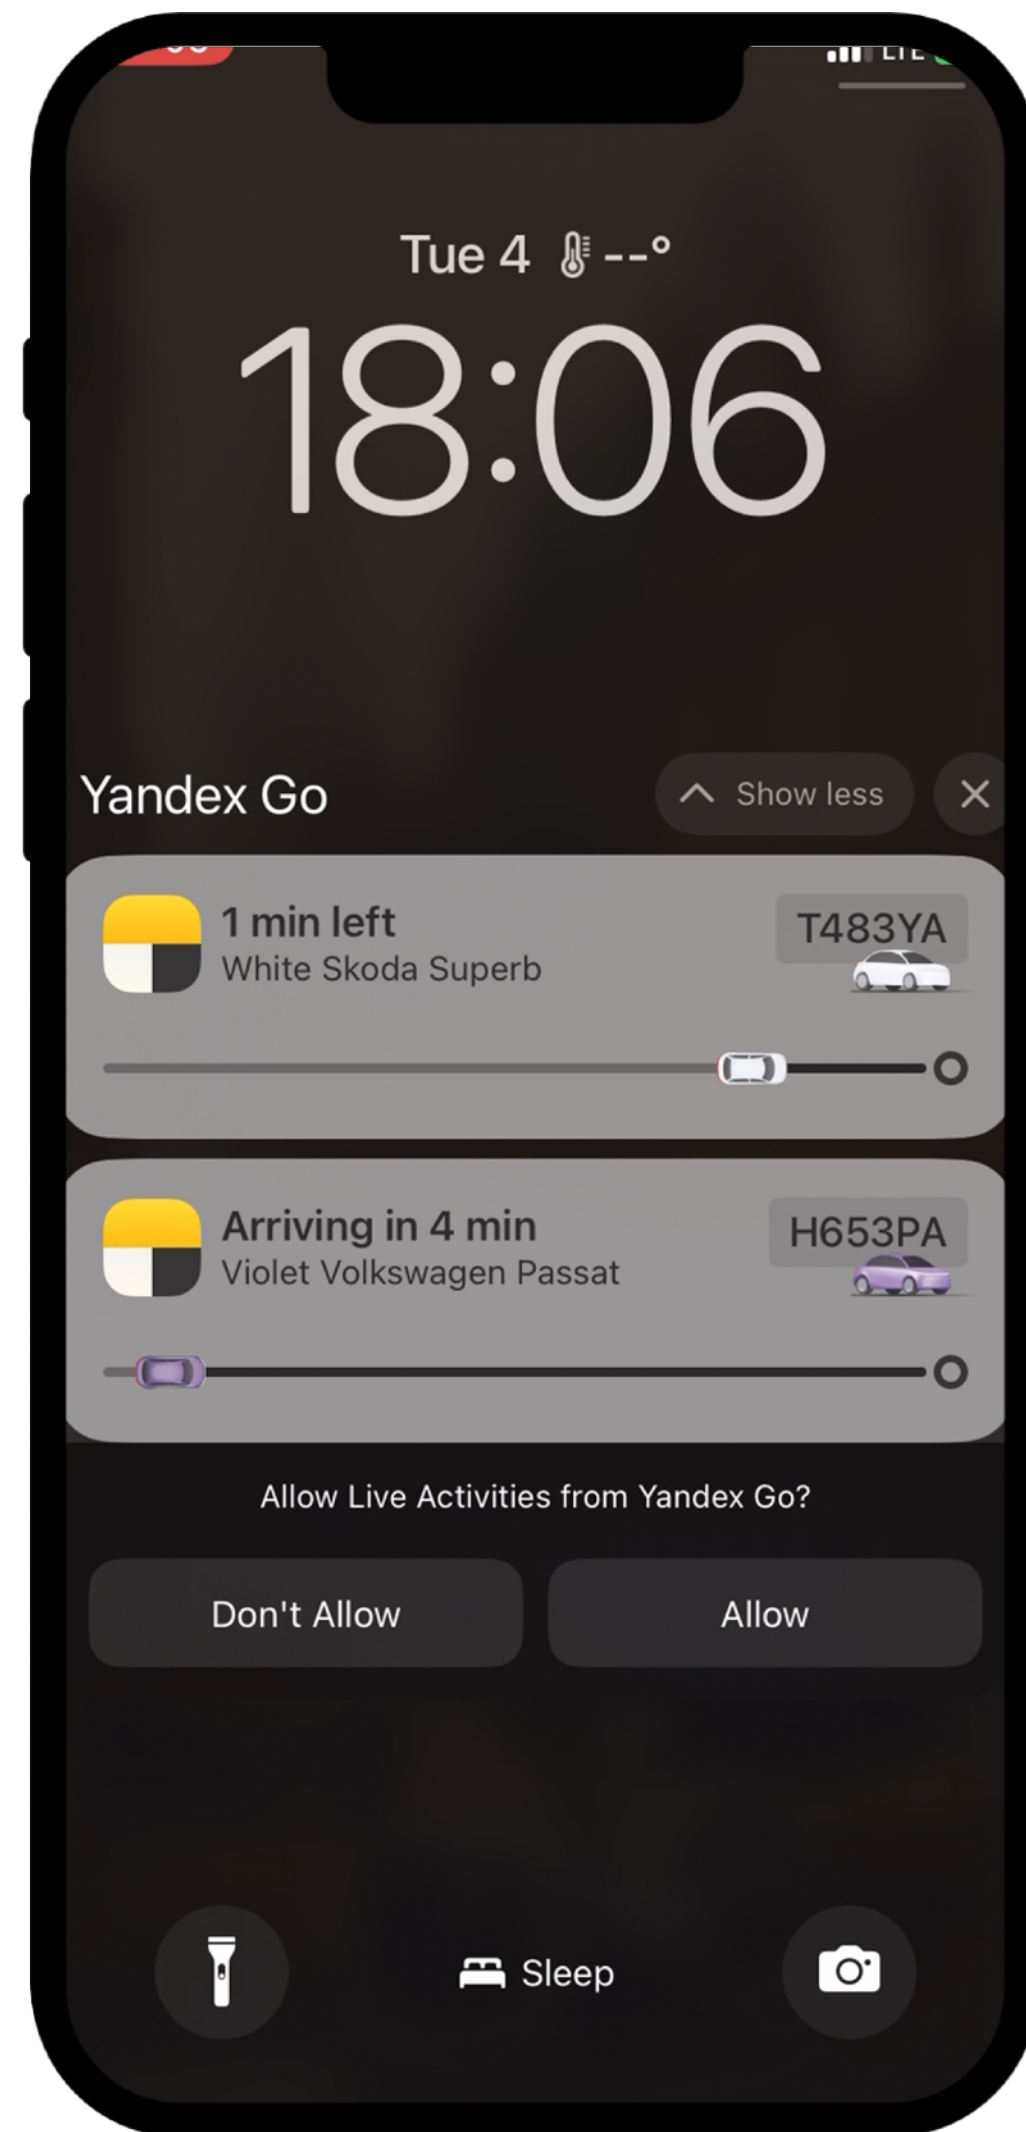 LTE
Tue 4 --°
18:06
Yandex Go
Show less
1 min left
T483YA
White Skoda Superb
Arriving in 4 min
H653PA
Violet Volkswagen Passat
Allow Live Activities from Yandex Go?
Don't Allow
Allow
Sleep